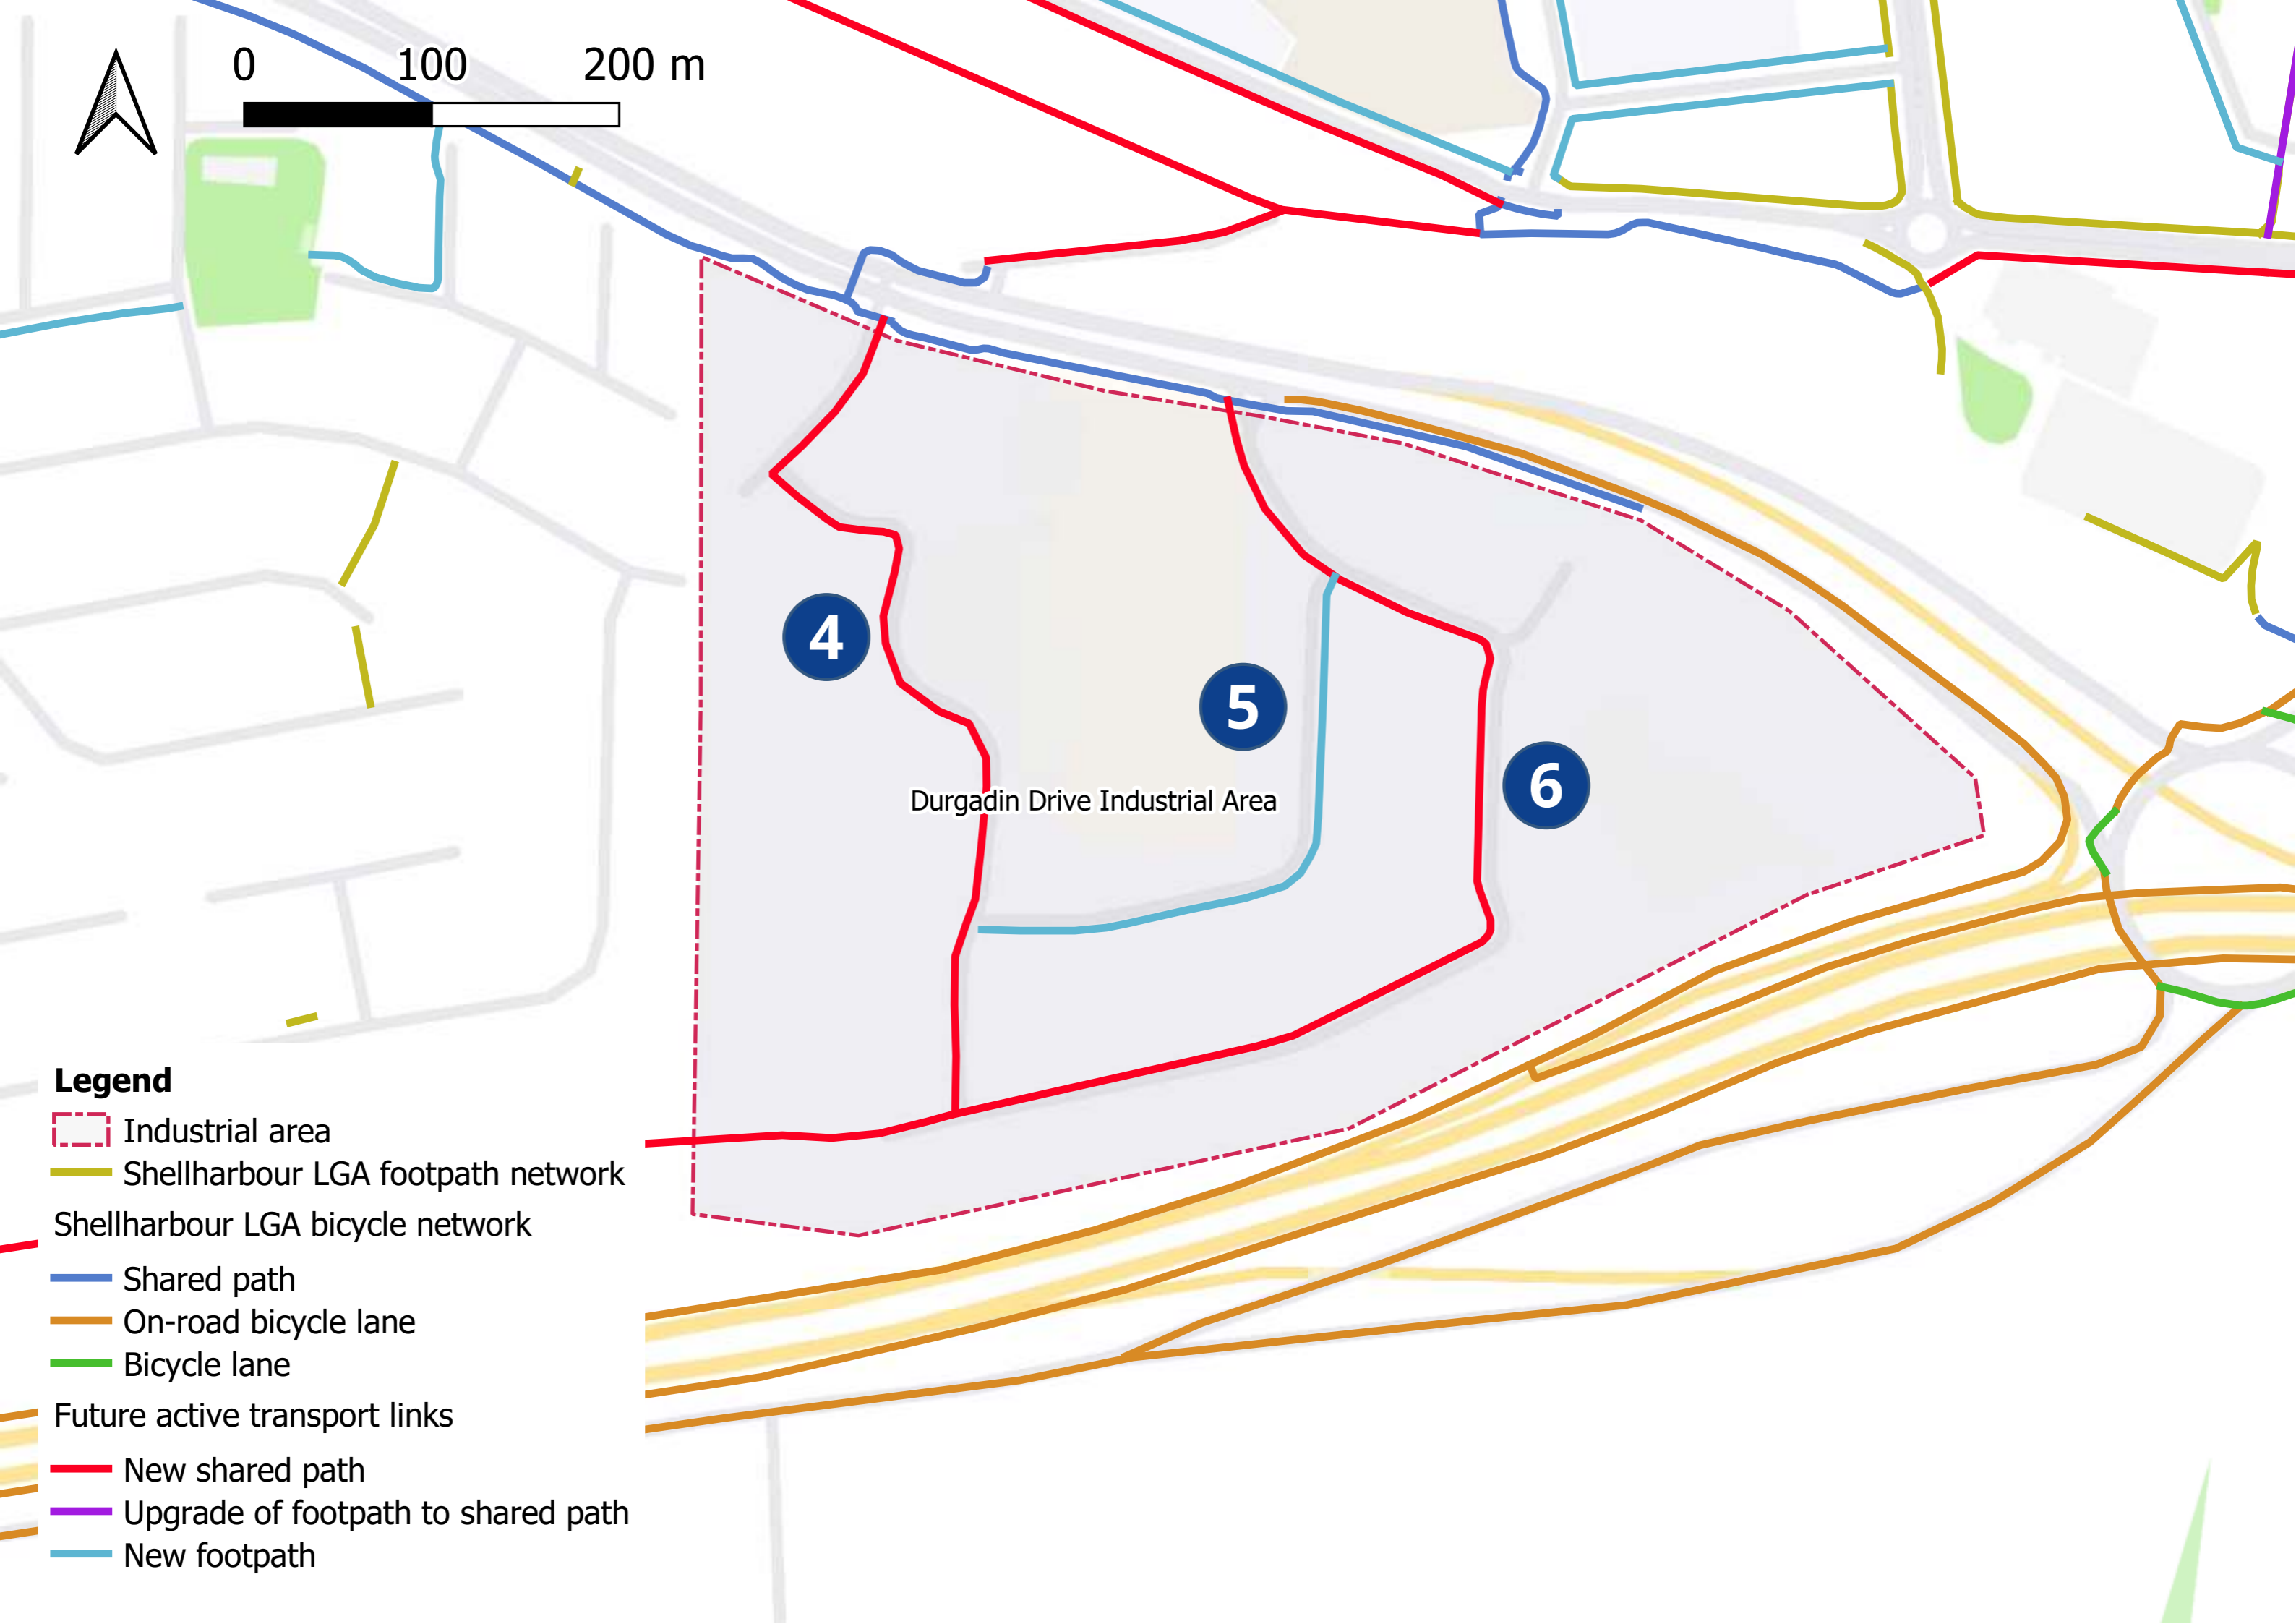 0 100 200 m
4
5
6
Durgadin Drive Industrial Area
Legend
Industrial area
Shellharbour LGA footpath network
Shellharbour LGA bicycle network
Shared path
On-road bicycle lane
Bicycle lane
Future active transport links
New shared path
Upgrade of footpath to shared path
New footpath